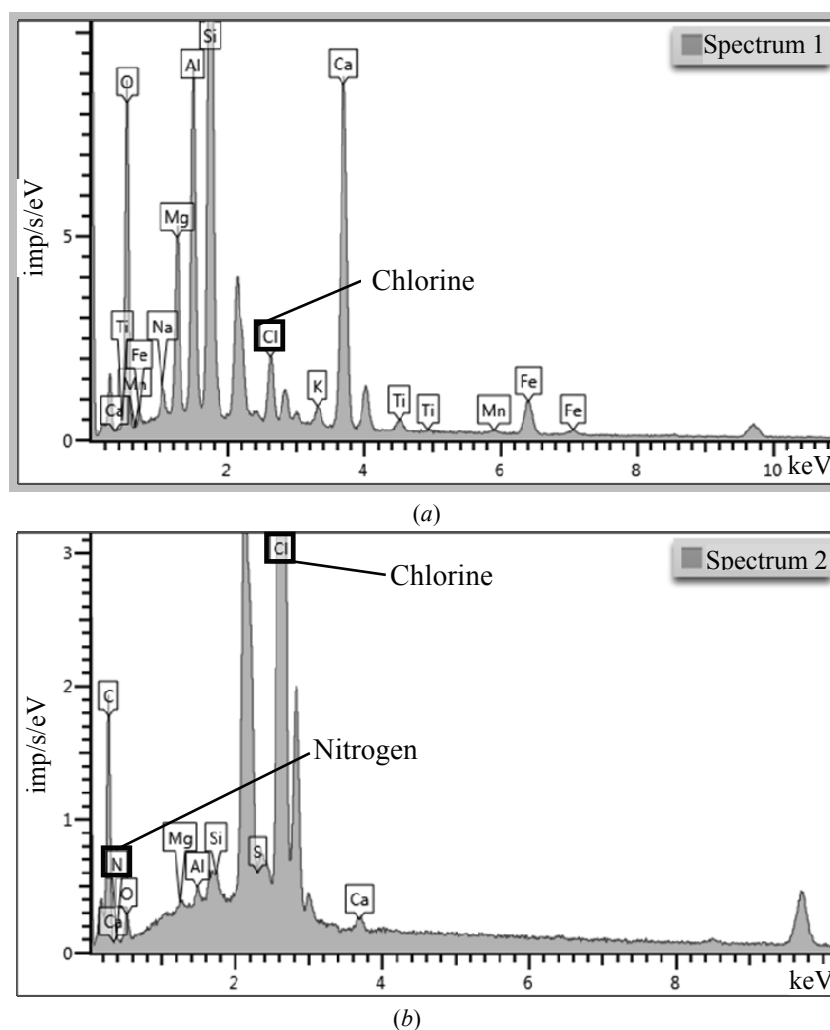 Spectrum 1
Si
Al
Ca
O
Mg
5
imp/s/eV
Chlorine
Cl
Ti
Na
Fe
Mn
Ca
K
Ti
Ti
Mn
Fe
Fe
0
2
4
6
8
10
keV
(a)
Spectrum 2
3
Cl
Chlorine
C
2
imp/s/eV
Nitrogen
1
Mg
Si
N
Al
S
O
Ca
Ca
0
2
4
6
8
keV
(b)